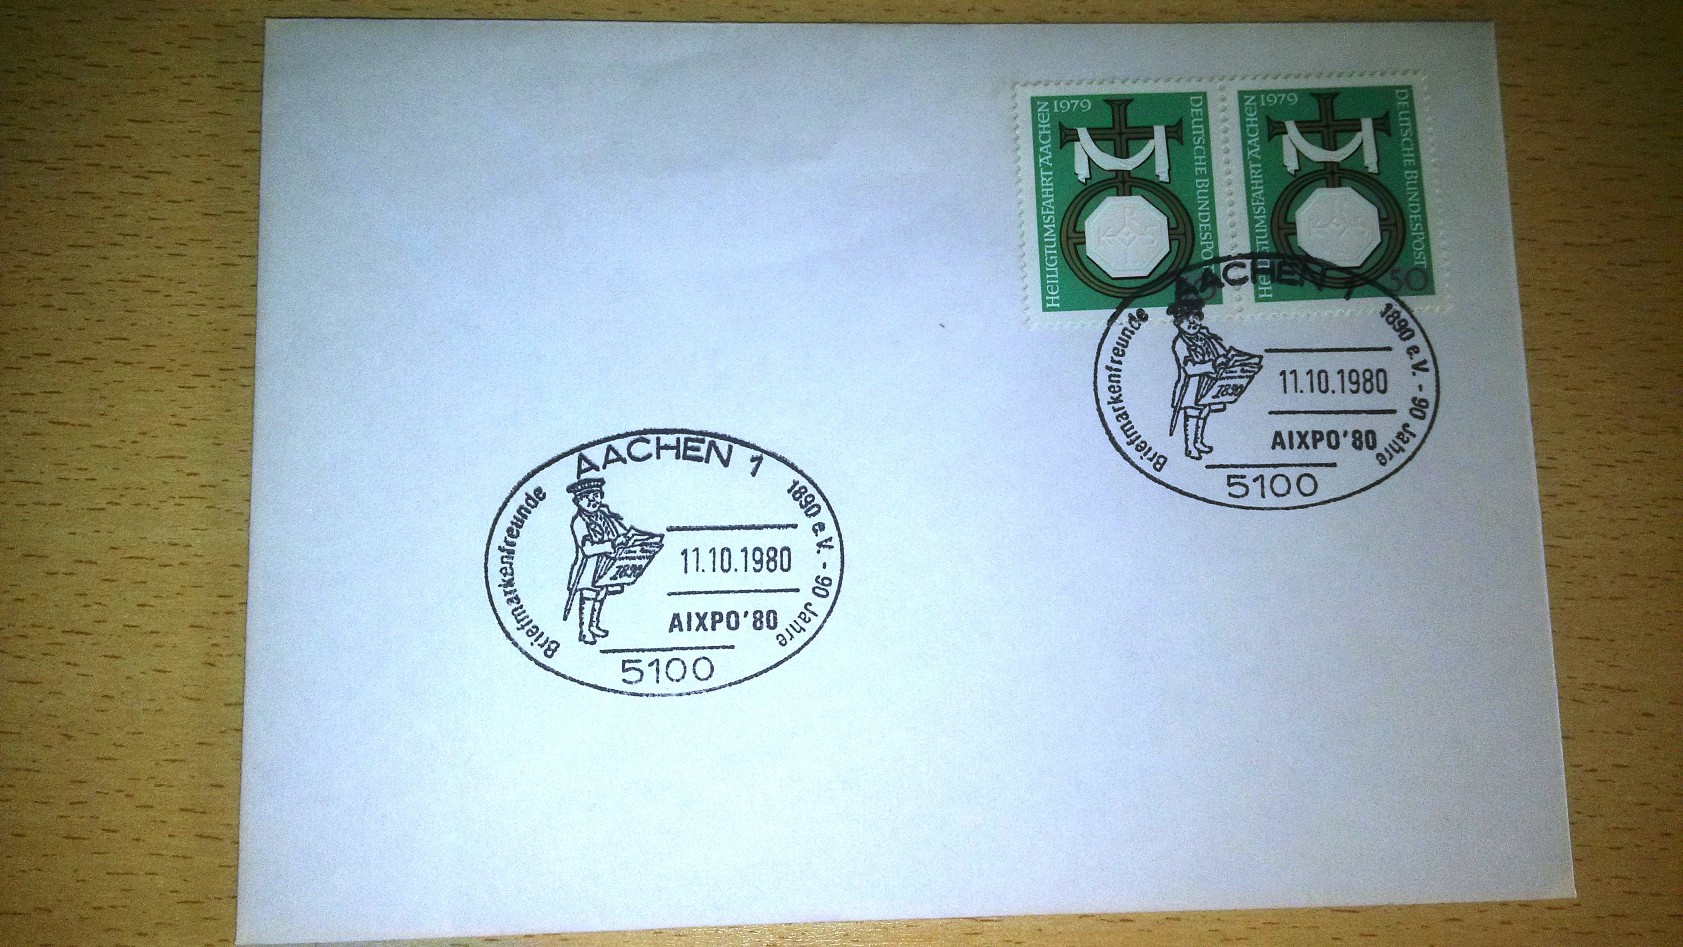 HEILIGTUMSFAHRT AACHEN 1979
DEUTSCHE BUNDESPOST
HEILIGTUMSFAHRT AACHEN 1979
DEUTSCHE BUNDESPOST
50
AACHEN 1
Briefmarkenfreunde 1890 e.V. - 90 Jahre
1890
11.10.1980
AIXPO'80
5100
AACHEN 1
Briefmarkenfreunde 1890 e.V. - 90 Jahre
1890
11.10.1980
AIXPO'80
5100